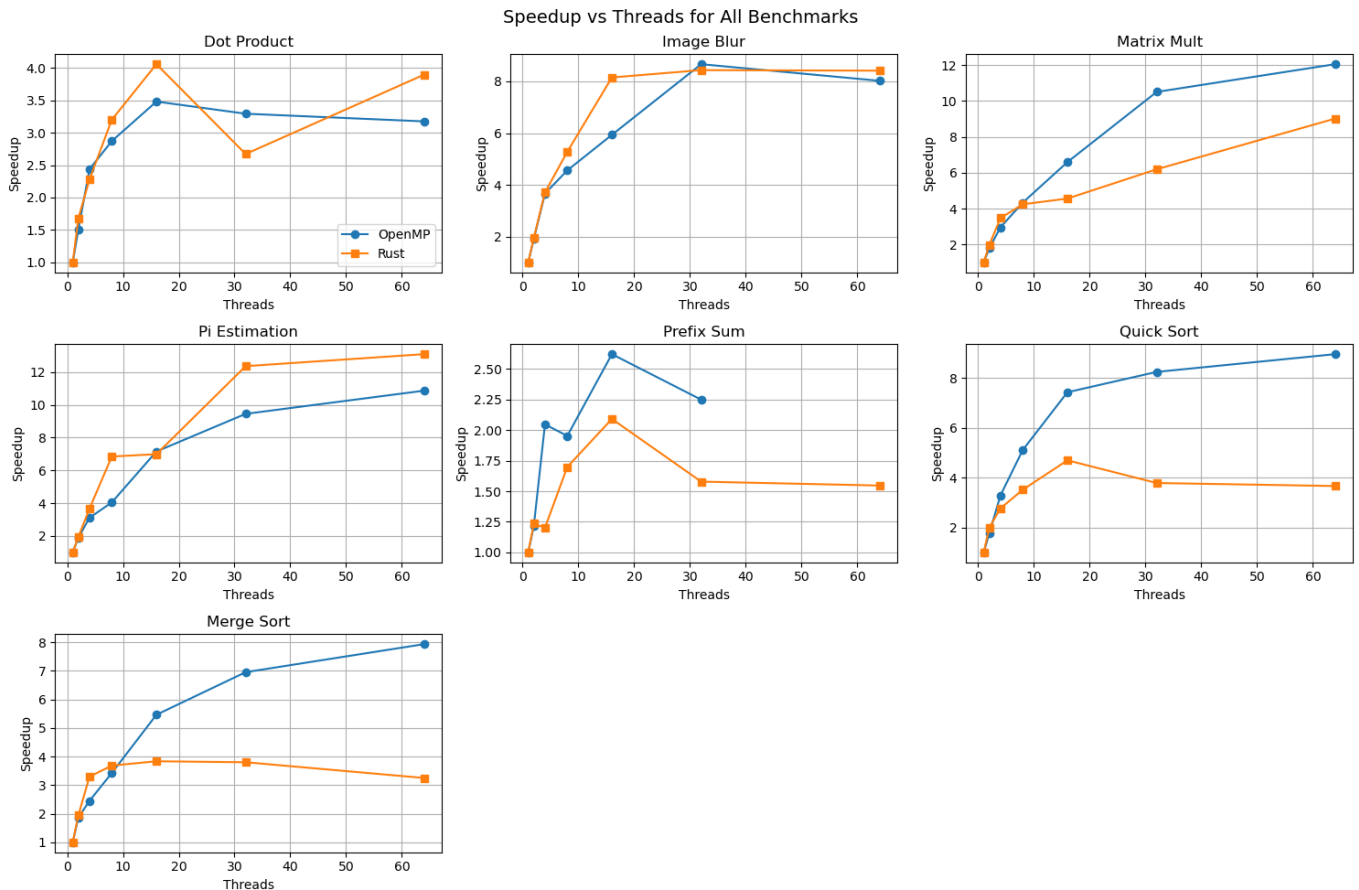 Speedup vs Threads for All Benchmarks
Dot Product
4.0
3.5
3.0
2.5
2.0
1.5
1.0
Speedup
OpenMP
Rust
0 10 20 30 40 50 60
Threads
Image Blur
8
6
4
2
Speedup
0 10 20 30 40 50 60
Threads
Matrix Mult
12
10
8
6
4
2
Speedup
0 10 20 30 40 50 60
Threads
Pi Estimation
12
10
8
6
4
2
Speedup
0 10 20 30 40 50 60
Threads
Prefix Sum
2.50
2.25
2.00
1.75
1.50
1.25
1.00
Speedup
0 10 20 30 40 50 60
Threads
Quick Sort
8
6
4
2
Speedup
0 10 20 30 40 50 60
Threads
Merge Sort
8
7
6
5
4
3
2
1
Speedup
0 10 20 30 40 50 60
Threads